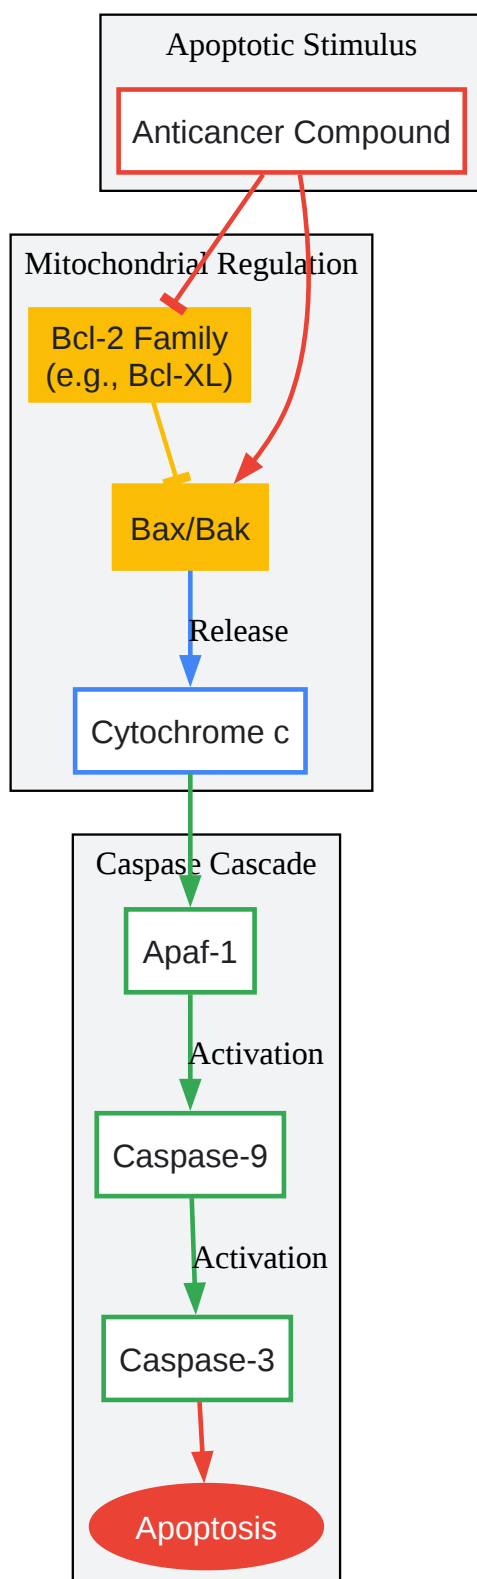 Apoptotic Stimulus
Anticancer Compound
Mitochondrial Regulation
Bcl-2 Family
(e.g., Bcl-XL)
Bax/Bak
Release
Cytochrome c
Caspase Cascade
Apaf-1
Activation
Caspase-9
Activation
Caspase-3
Apoptosis